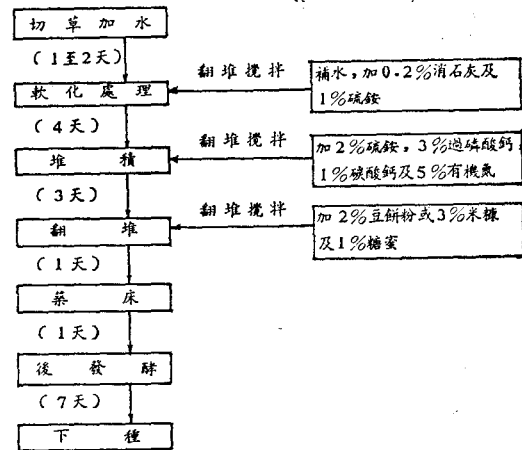 切草加水
(1至2天)
翻堆攪拌
補水,加0.2%消石灰及
1%硫銨
軟化處理
(4天)
翻堆攪拌
加2%硫銨,3%過磷酸鈣
1%碳酸鈣及5%有機氮
堆積
(3天)
翻堆攪拌
加2%豆餅粉或3%米糠
及1%糖蜜
翻堆
(1天)
築床
(1天)
後發酵
(7天)
下種